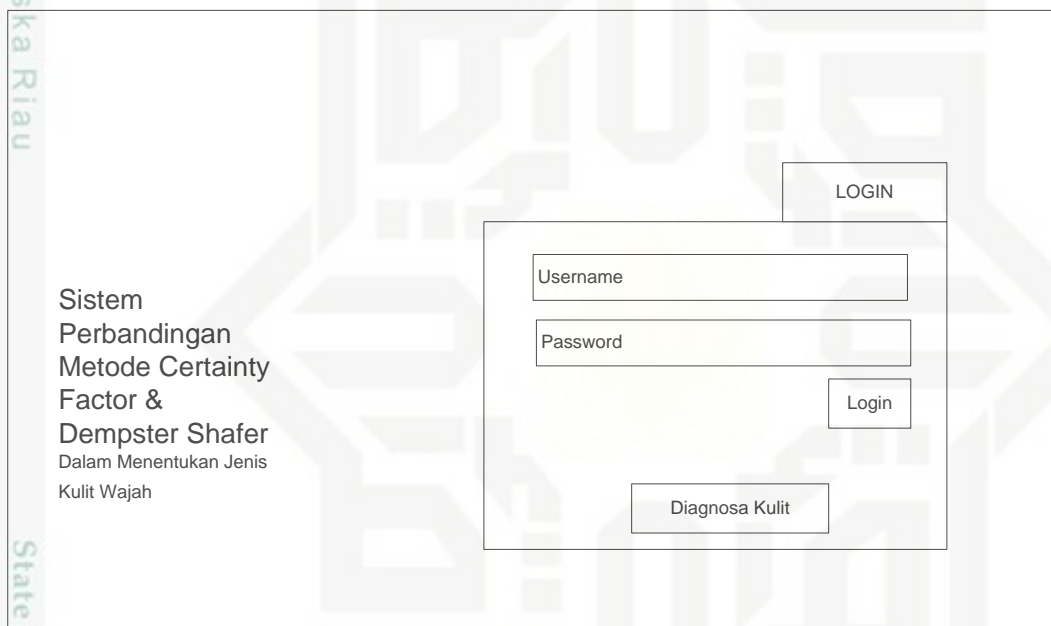 ska Riau
State
LOGIN
Username
Password
Login
Diagnosa Kulit
Sistem
Perbandingan
Metode Certainty
Factor &
Dempster Shafer
Dalam Menentukan Jenis
Kulit Wajah